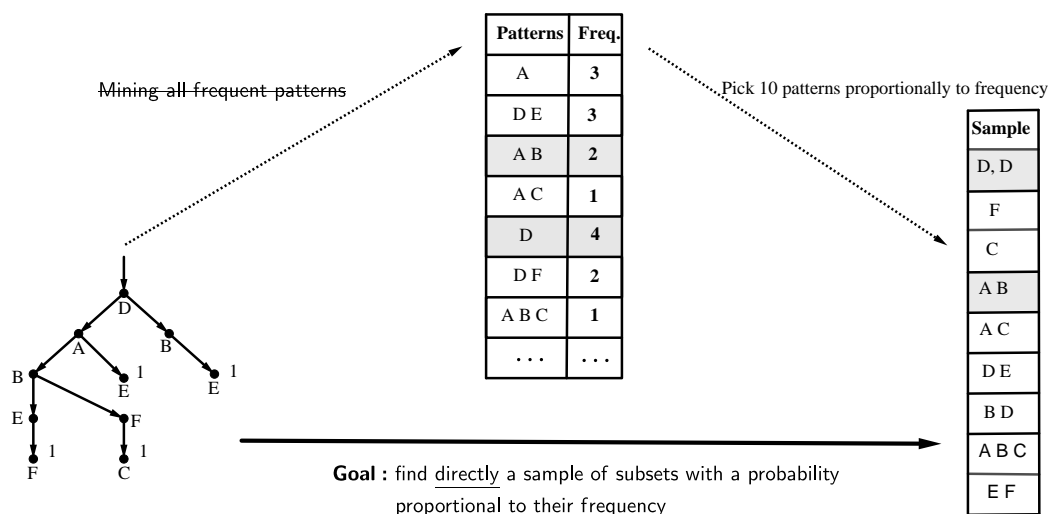 Patterns Freq.
A 3
D E 3
A B 2
A C 1
D 4
D F 2
A B C 1
. . . . . .
Mining all frequent patterns
Pick 10 patterns proportionally to frequency
Sample
D, D
F
C
A B
A C
D E
B D
A B C
E F
D
A B
B E 1 E 1
E F
F 1 C 1
Goal : find directly a sample of subsets with a probability
proportional to their frequency